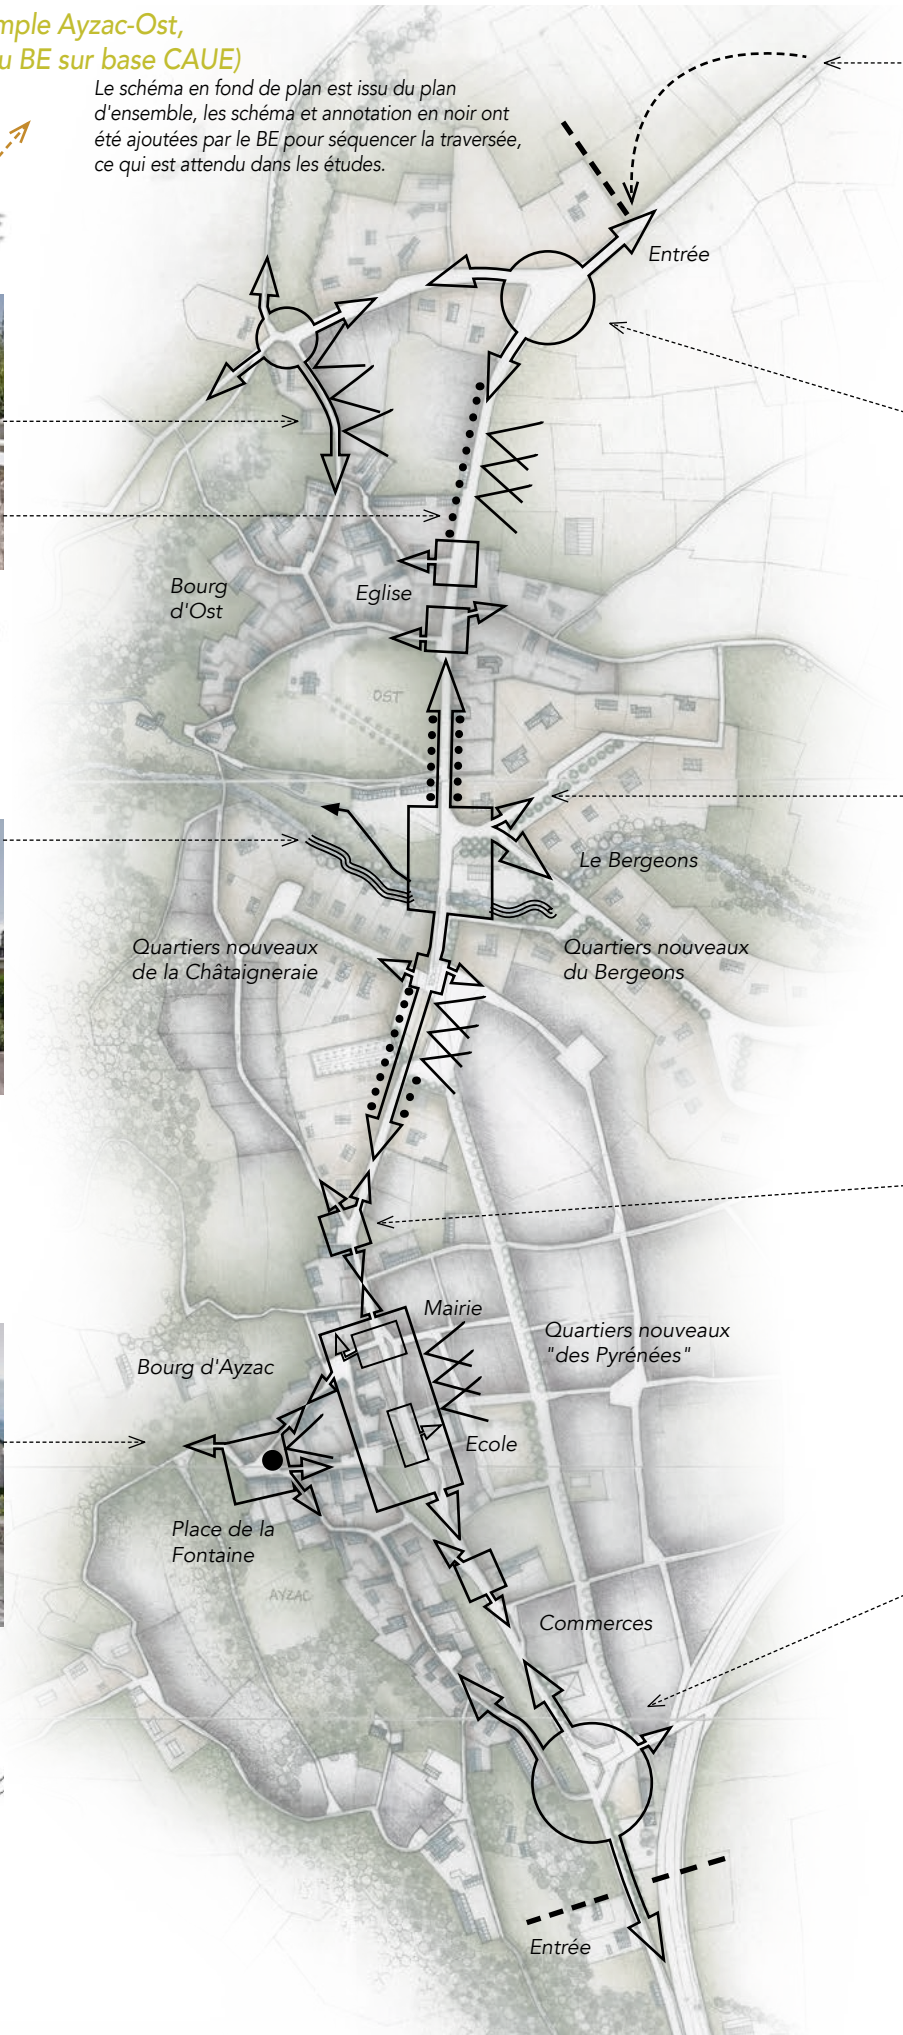 mple Ayzac-Ost,
u BE sur base CAUE)
Le schéma en fond de plan est issu du plan
d'ensemble, les schéma et annotation en noir ont
été ajoutées par le BE pour séquencer la traversée,
ce qui est attendu dans les études.
Entrée
Bourg
d'Ost
Eglise
OST
Le Bergeons
Quartiers nouveaux
de la Châtaigneraie
Quartiers nouveaux
du Bergeons
Mairie
Quartiers nouveaux
"des Pyrénées"
Bourg d'Ayzac
Ecole
Place de la
Fontaine
AYZAC
Commerces
Entrée